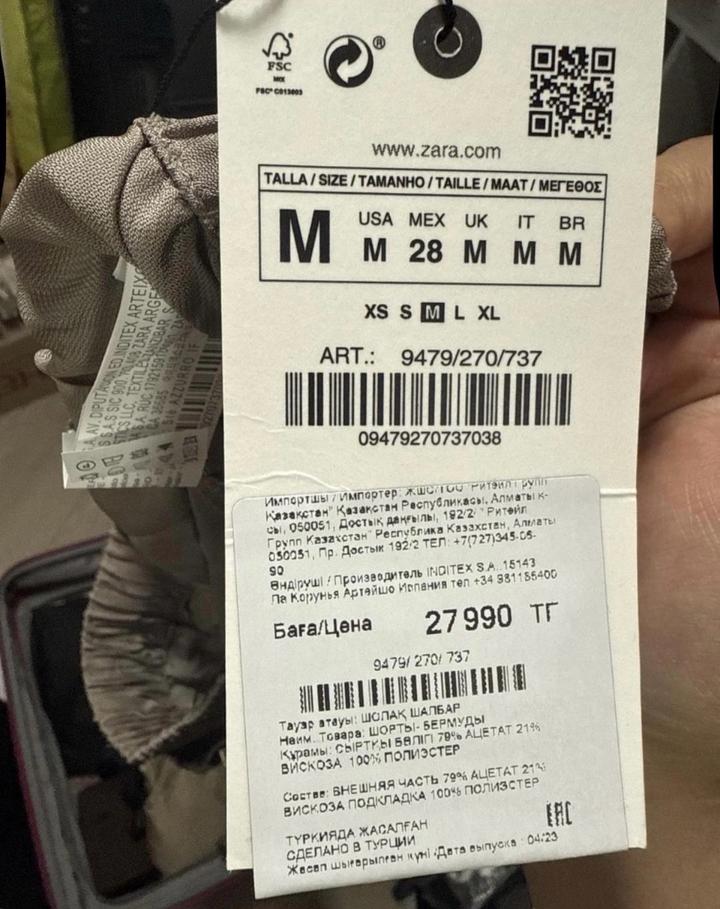 FSC
MIX
FSC® C013603
®
www.zara.com
TALLA / SIZE / TAMANHO / TAILLE / MAAT / ΜΕΓΕΘΟΣ
M
USA MEX UK IT BR
M 28 M M M
XS S M L XL
ART.: 9479/270/737
09479270737038
Импортшы / Импортер: ЖШС/ТОО "Ритэйл Групп
Қазақстан" Қазақстан Республикасы, Алматы қ-
сы, 050051, Достық даңғылы, 192/2 " Ритэйл
Групп Казахстан" Республика Казахстан, Алматы
050051, Пр. Достык 192/2 ТЕЛ: +7(727)345-05-
90
Өндіруші / Производитель INDITEX S.A. 15143
Ла Корунья Артейшо Испания тел +34 981185400
Баға/Цена 27 990 ТГ
9479/ 270/ 737
Тауар атауы: ШОЛАҚ ШАЛБАР
Наим. Товара: ШОРТЫ- БЕРМУДЫ
Құрамы: СЫРТҚЫ БӨЛІГІ 79% АЦЕТАТ 21%
ВИСКОЗА 100% ПОЛИЭСТЕР
Состав: ВНЕШНЯЯ ЧАСТЬ 79% АЦЕТАТ 21%
ВИСКОЗА ПОДКЛАДКА 100% ПОЛИЭСТЕР
EAC
ТҮРКИЯДА ЖАСАЛҒАН
СДЕЛАНО В ТУРЦИИ
Жасап шығарылған күні /Дата выпуска : 04/23